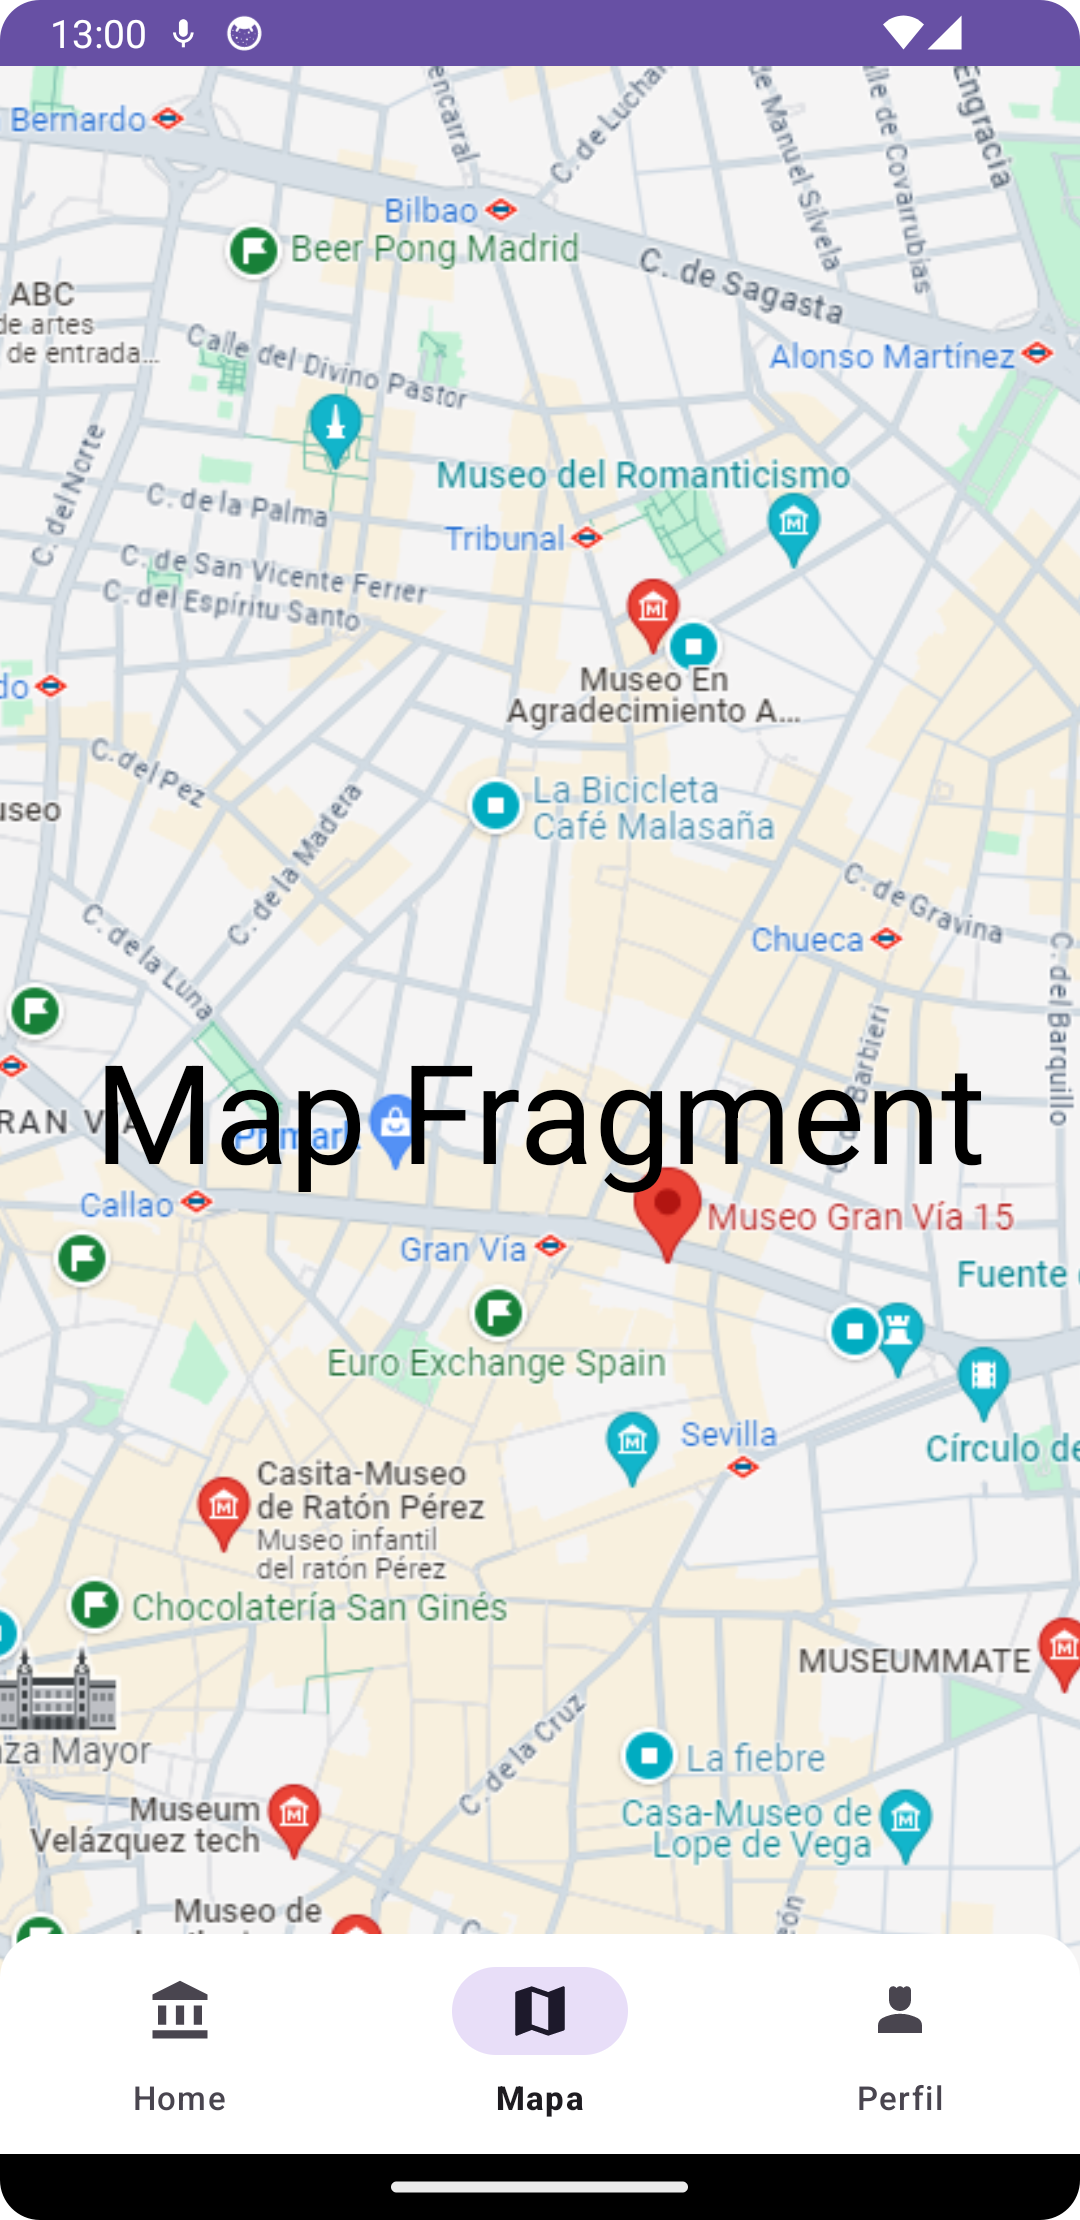 13:00
Bernardo
encarral
C. de Luchan
de Manuel Silvela
lle de Covarrubias
Engracia
Bilbao
Beer Pong Madrid
C. de Sagasta
ABC
de artes
de entrada...
Calle del Divino Pastor
Alonso Martínez
C. del Norte
Museo del Romanticismo
C. de la Palma
Tribunal
C. de San Vicente Ferrer
C. del Espíritu Santo
Museo En
Agradecimiento A...
do
C. del Pez
useo
La Bicicleta
Café Malasaña
C. de la Madera
C. de Gravina
Chueca
C. de la Luna
C. del Barquillo
Barbieri
Map Fragment
RAN VÍA
Primark
Callao
Museo Gran Vía 15
Gran Vía
Fuente
Euro Exchange Spain
Sevilla
Círculo de
Casita-Museo
de Ratón Pérez
Museo infantil
del ratón Pérez
Chocolatería San Ginés
MUSEUMMATE
aza Mayor
C. de la Cruz
La fiebre
Museum
Velázquez tech
Casa-Museo de
Lope de Vega
Museo de
eón
Home
Mapa
Perfil